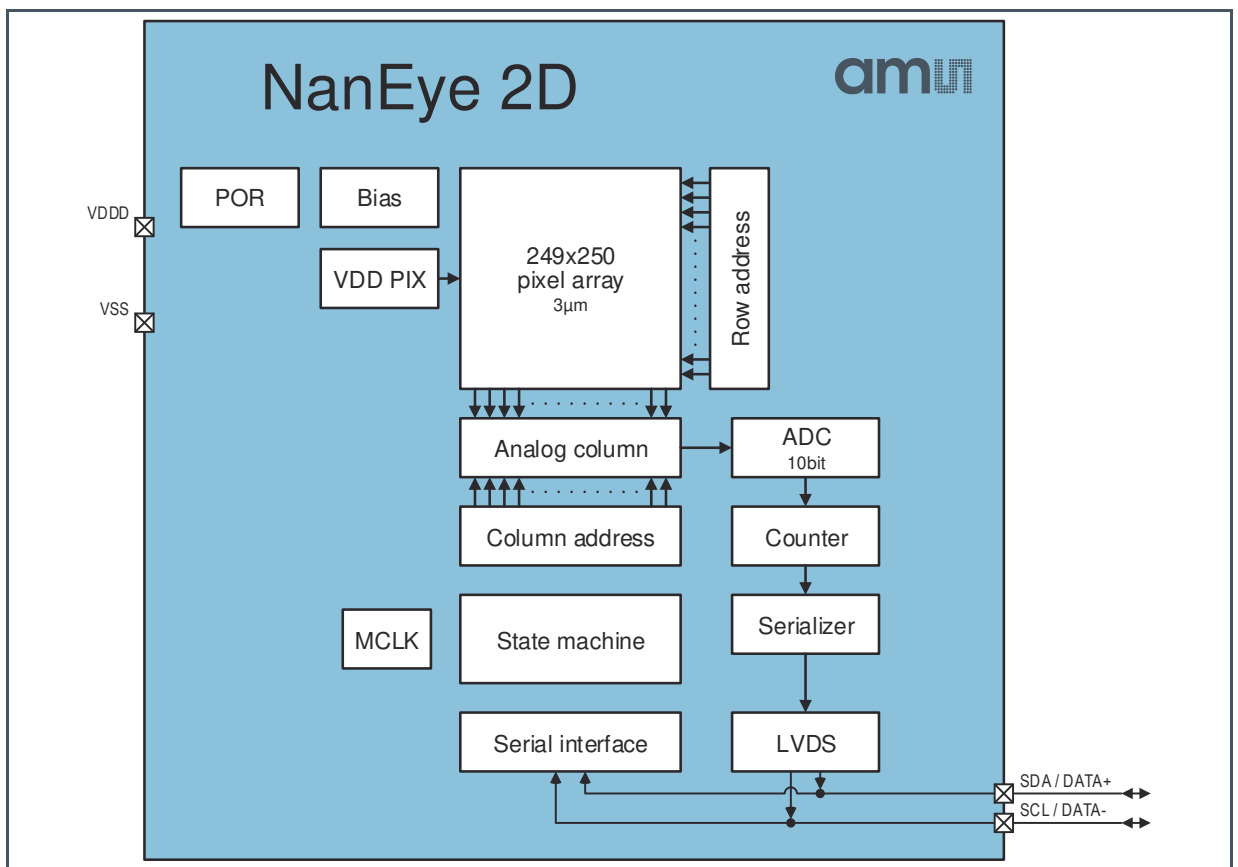 NanEye 2D
am
POR
Bias
VDDD
VDD PIX
VSS
249x250
pixel array
3µm
Row address
Analog column
ADC
10bit
Column address
Counter
MCLK
State machine
Serializer
Serial interface
LVDS
SDA / DATA+
SCL / DATA-